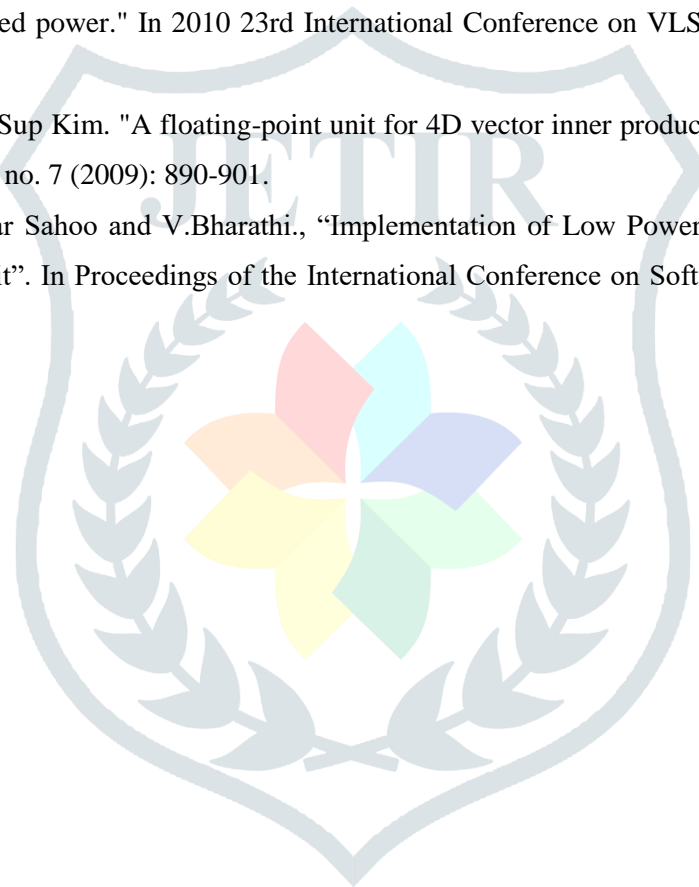 ed power." In 2010 23rd International Conference on VLS
Sup Kim. "A floating-point unit for 4D vector inner produc
no. 7 (2009): 890-901.
ar Sahoo and V.Bharathi., “Implementation of Low Power
it”. In Proceedings of the International Conference on Soft
JETIR